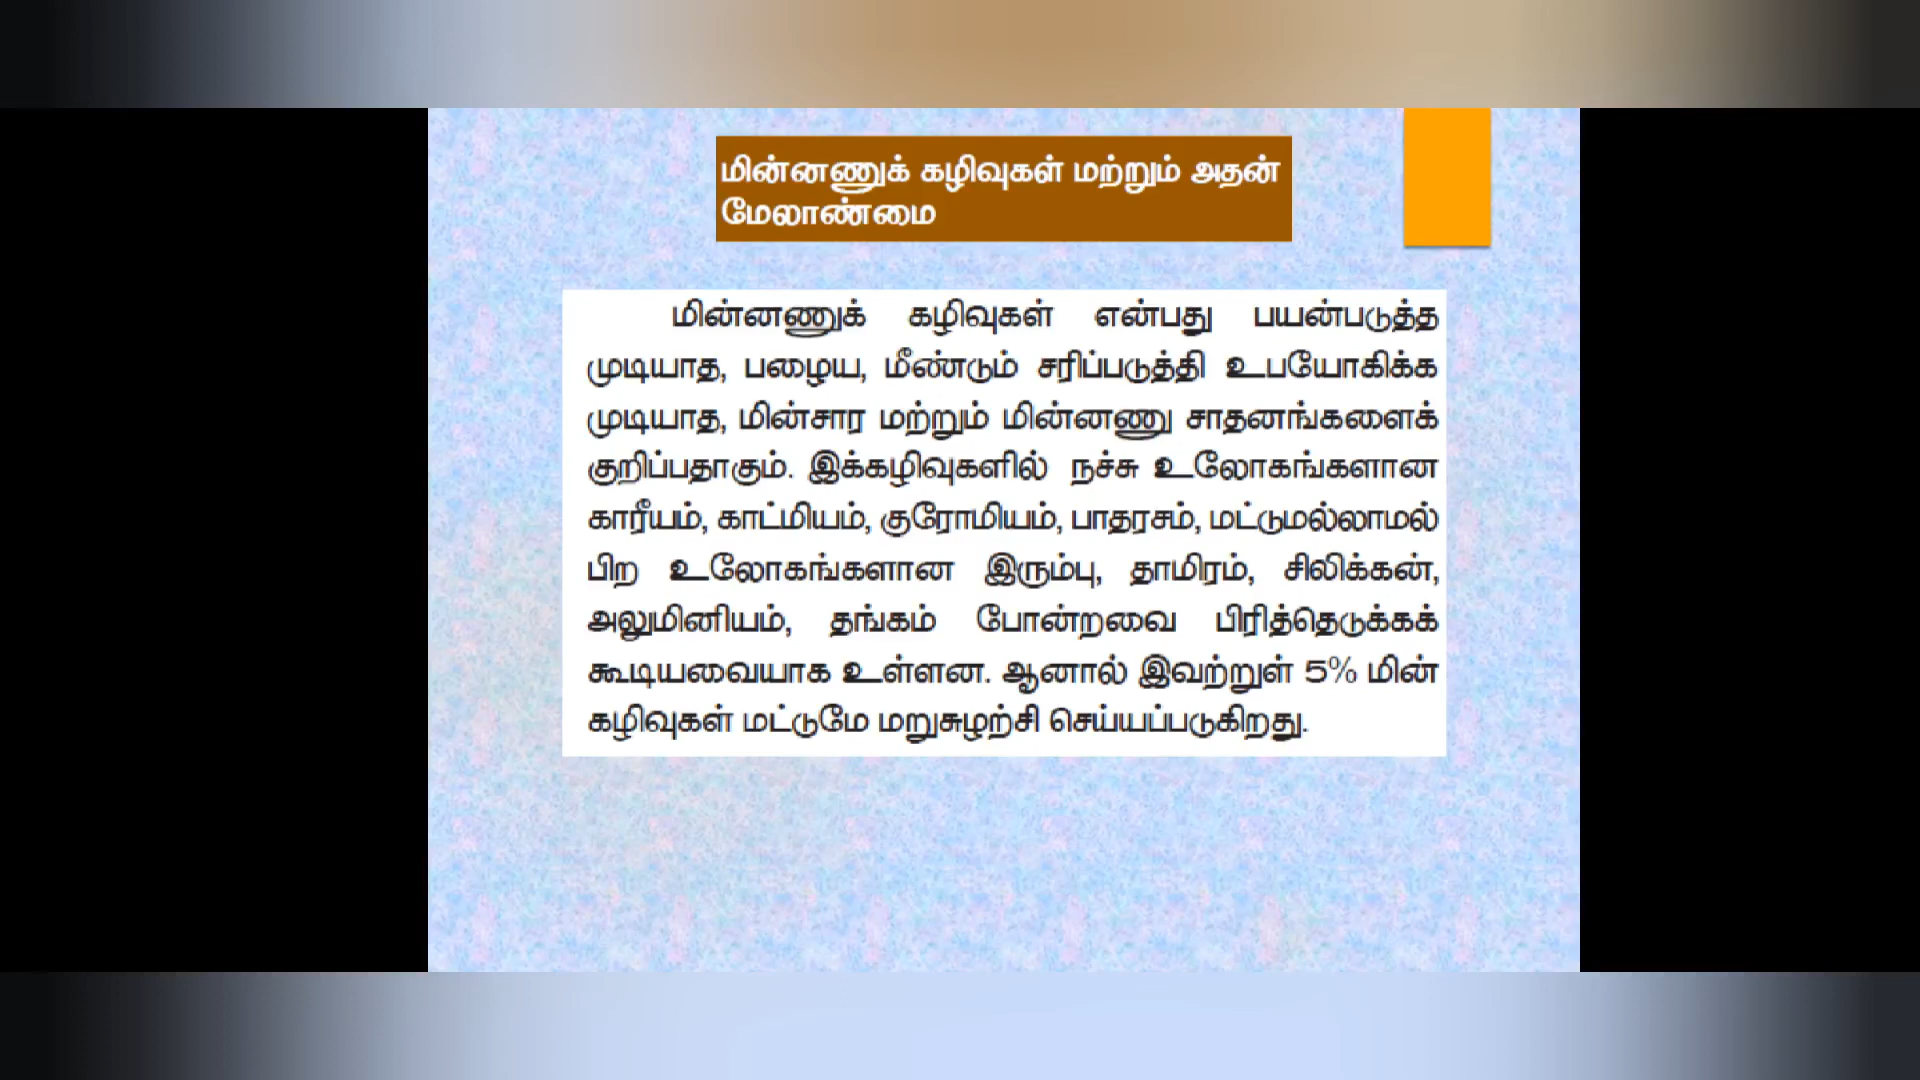 மின்னணுக் கழிவுகள் மற்றும் அதன்
மேலாண்மை
மின்னணுக் கழிவுகள் என்பது பயன்படுத்த
முடியாத, பழைய, மீண்டும் சரிப்படுத்தி உபயோகிக்க
முடியாத, மின்சார மற்றும் மின்னணு சாதனங்களைக்
குறிப்பதாகும். இக்கழிவுகளில் நச்சு உலோகங்களான
காரீயம், காட்மியம், குரோமியம், பாதரசம், மட்டுமல்லாமல்
பிற உலோகங்களான இரும்பு, தாமிரம், சிலிக்கன்,
அலுமினியம், தங்கம் போன்றவை பிரித்தெடுக்கக்
கூடியவையாக உள்ளன. ஆனால் இவற்றுள் 5% மின்
கழிவுகள் மட்டுமே மறுசுழற்சி செய்யப்படுகிறது.